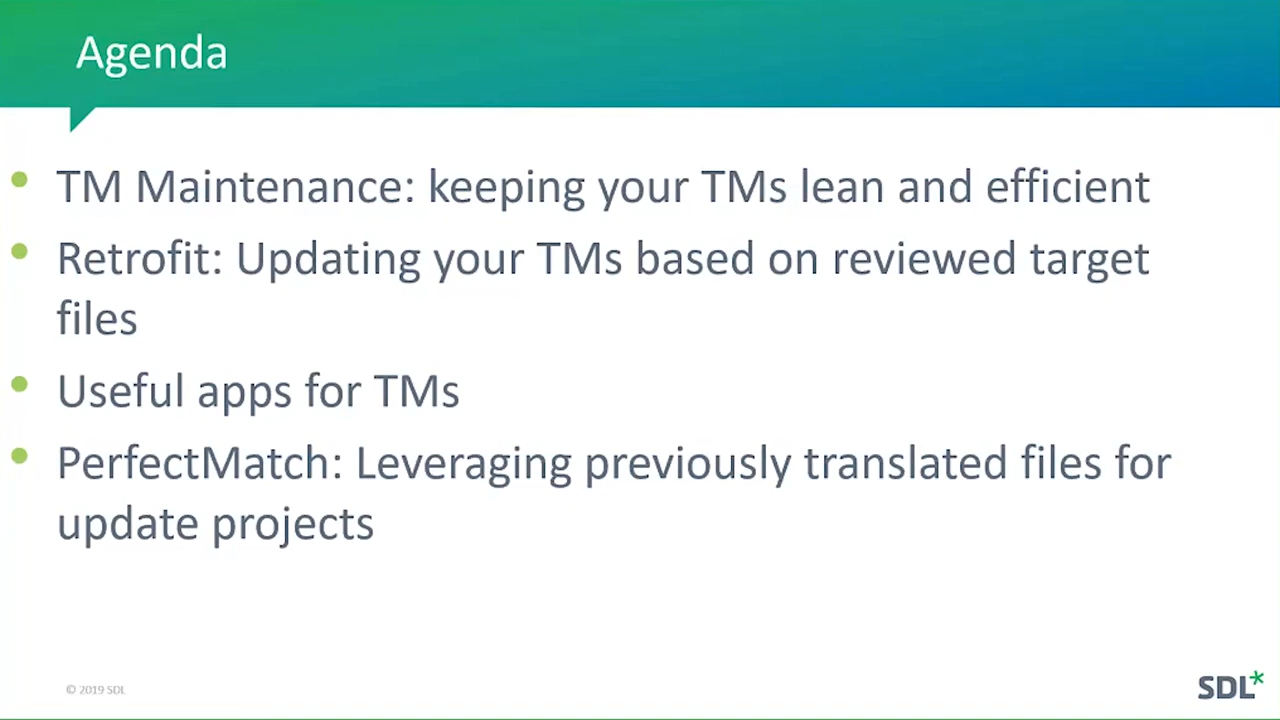 Agenda
• TM Maintenance: keeping your TMs lean and efficient
• Retrofit: Updating your TMs based on reviewed target
files
• Useful apps for TMs
• PerfectMatch: Leveraging previously translated files for
update projects
© 2019 SDL
SDL*